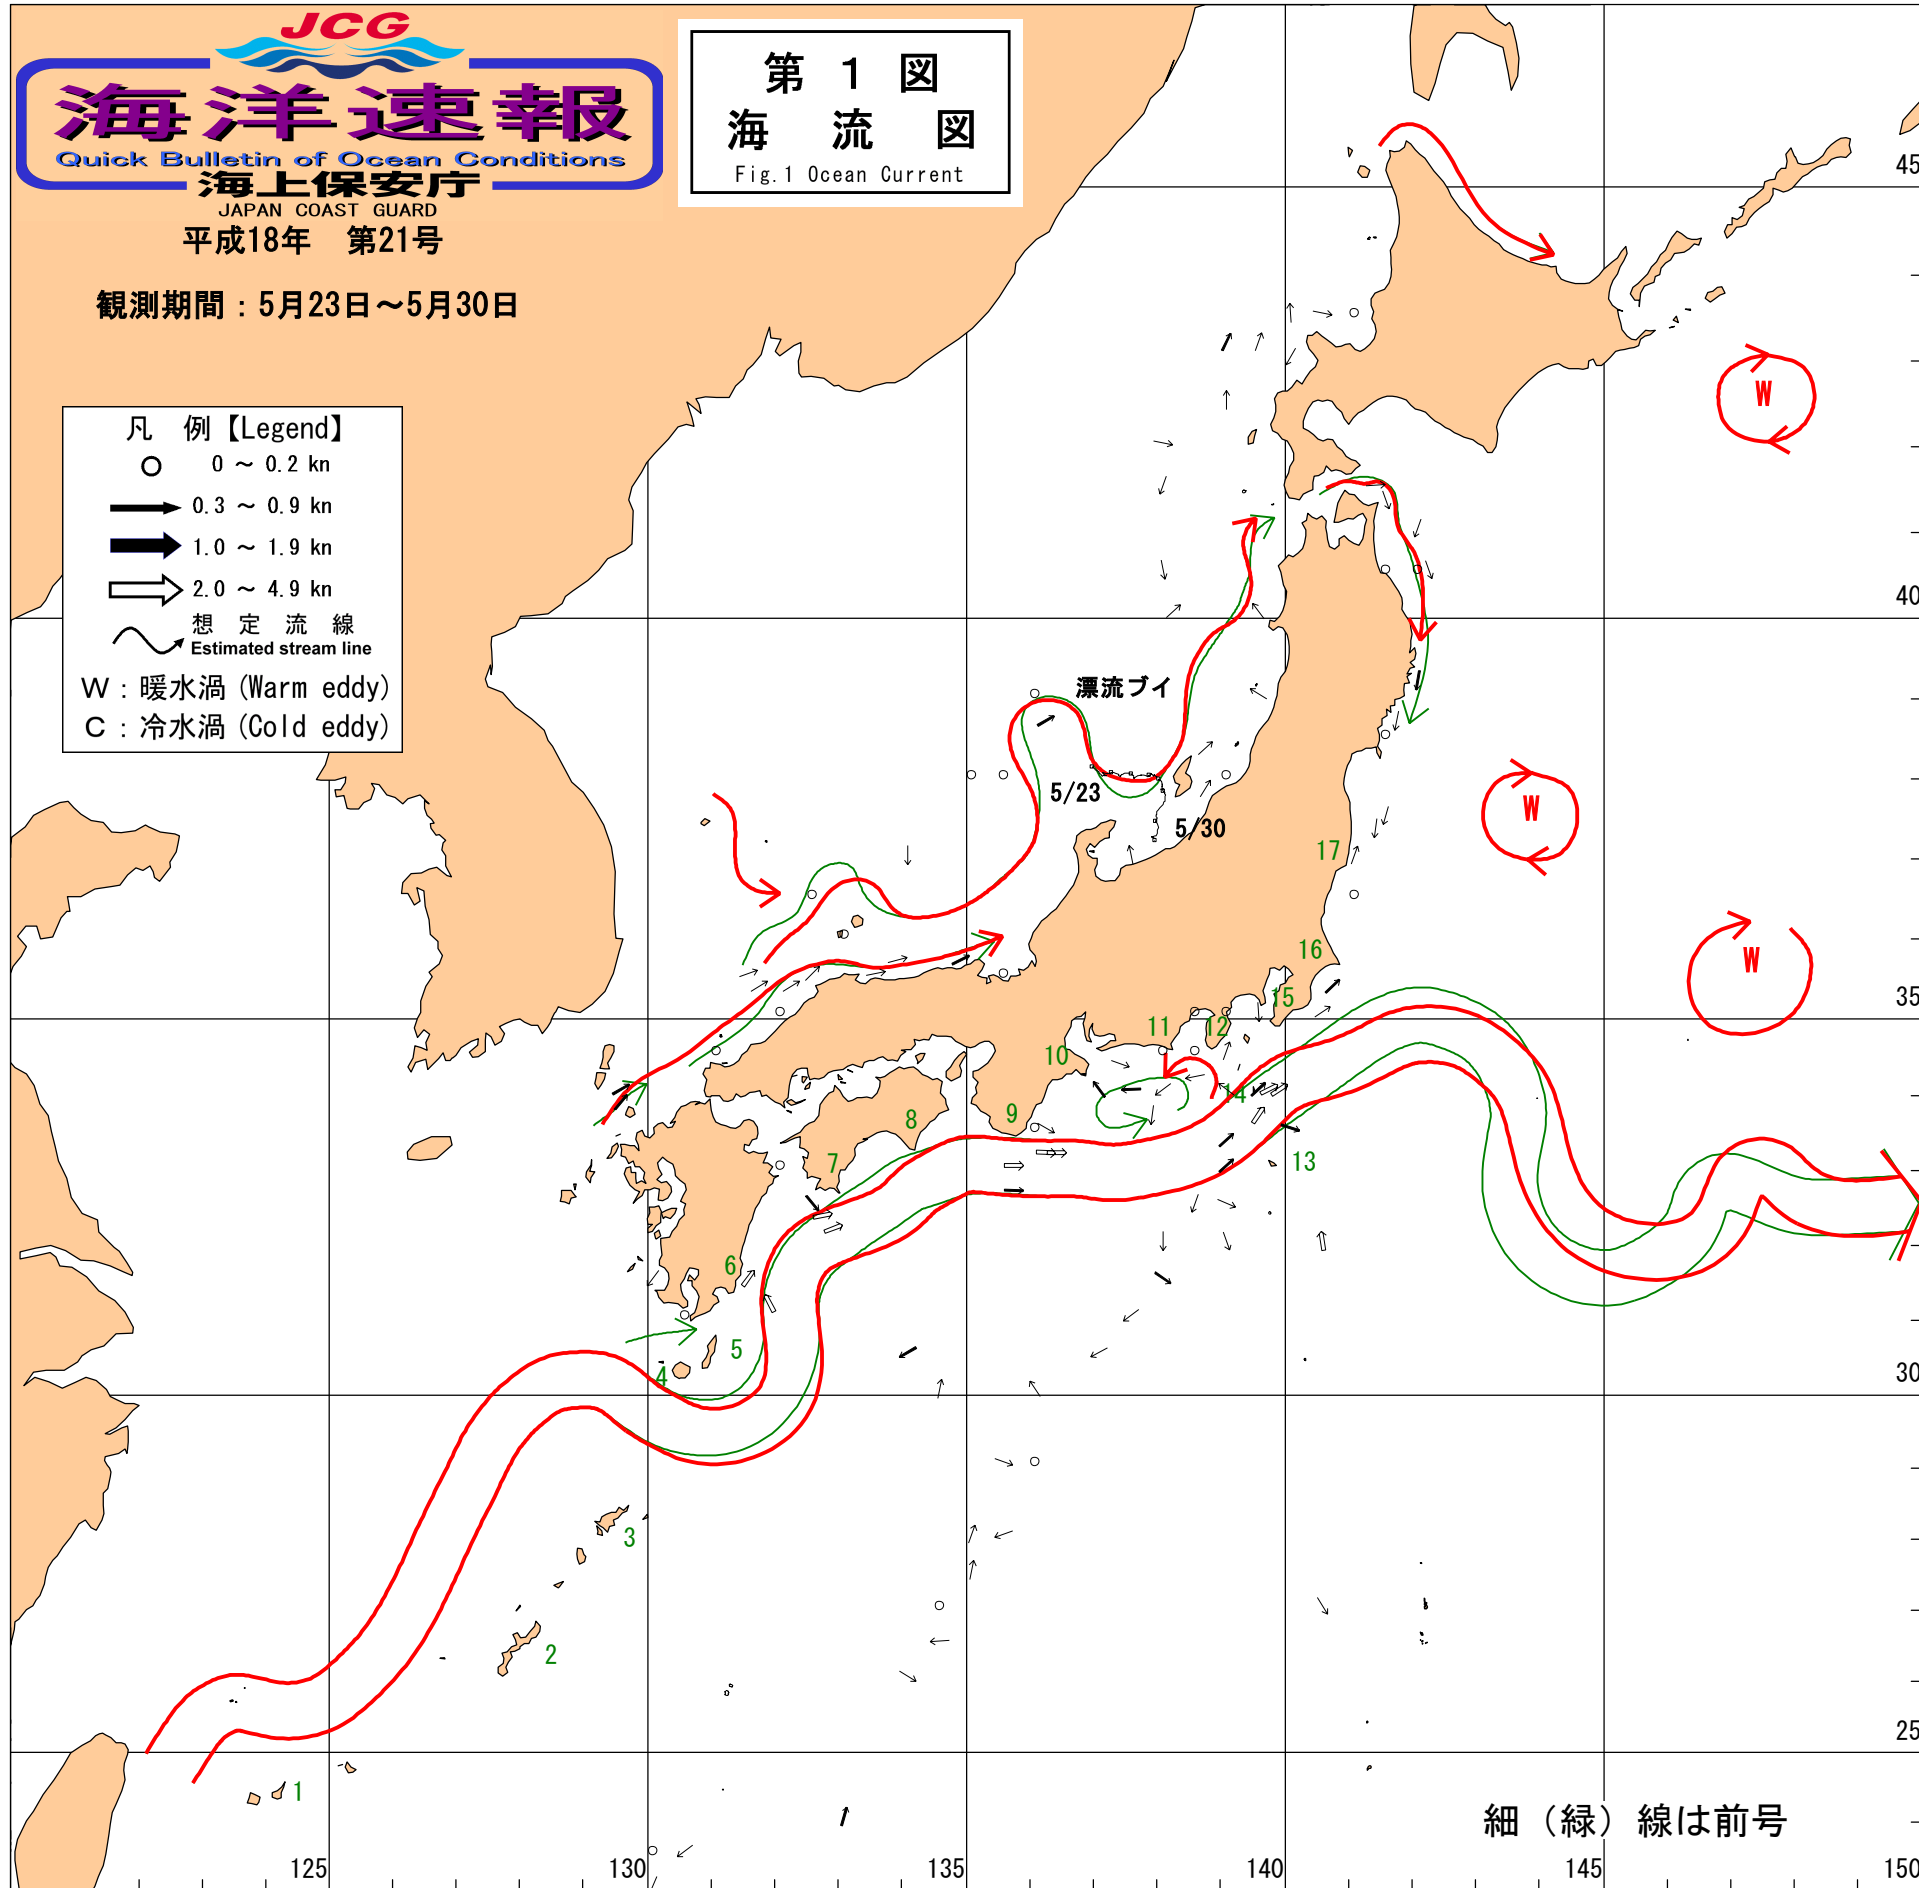 JCG
海洋速報
Quick Bulletin of Ocean Conditions
海上保安庁
JAPAN COAST GUARD
平成18年　第21号
観測期間：5月23日～5月30日
第 1 図
海 流 図
Fig.1 Ocean Current
凡 例【Legend】
0 ～ 0.2 kn
0.3 ～ 0.9 kn
1.0 ～ 1.9 kn
2.0 ～ 4.9 kn
想 定 流 線
Estimated stream line
W：暖水渦(Warm eddy)
C：冷水渦(Cold eddy)
45
W
40
漂流ブイ
5/23
5/30
W
17
16
W
15
35
11
12
10
14
9
8
7
13
6
5
4
30
3
2
25
1
細（緑）線は前号
125
130
135
140
145
150